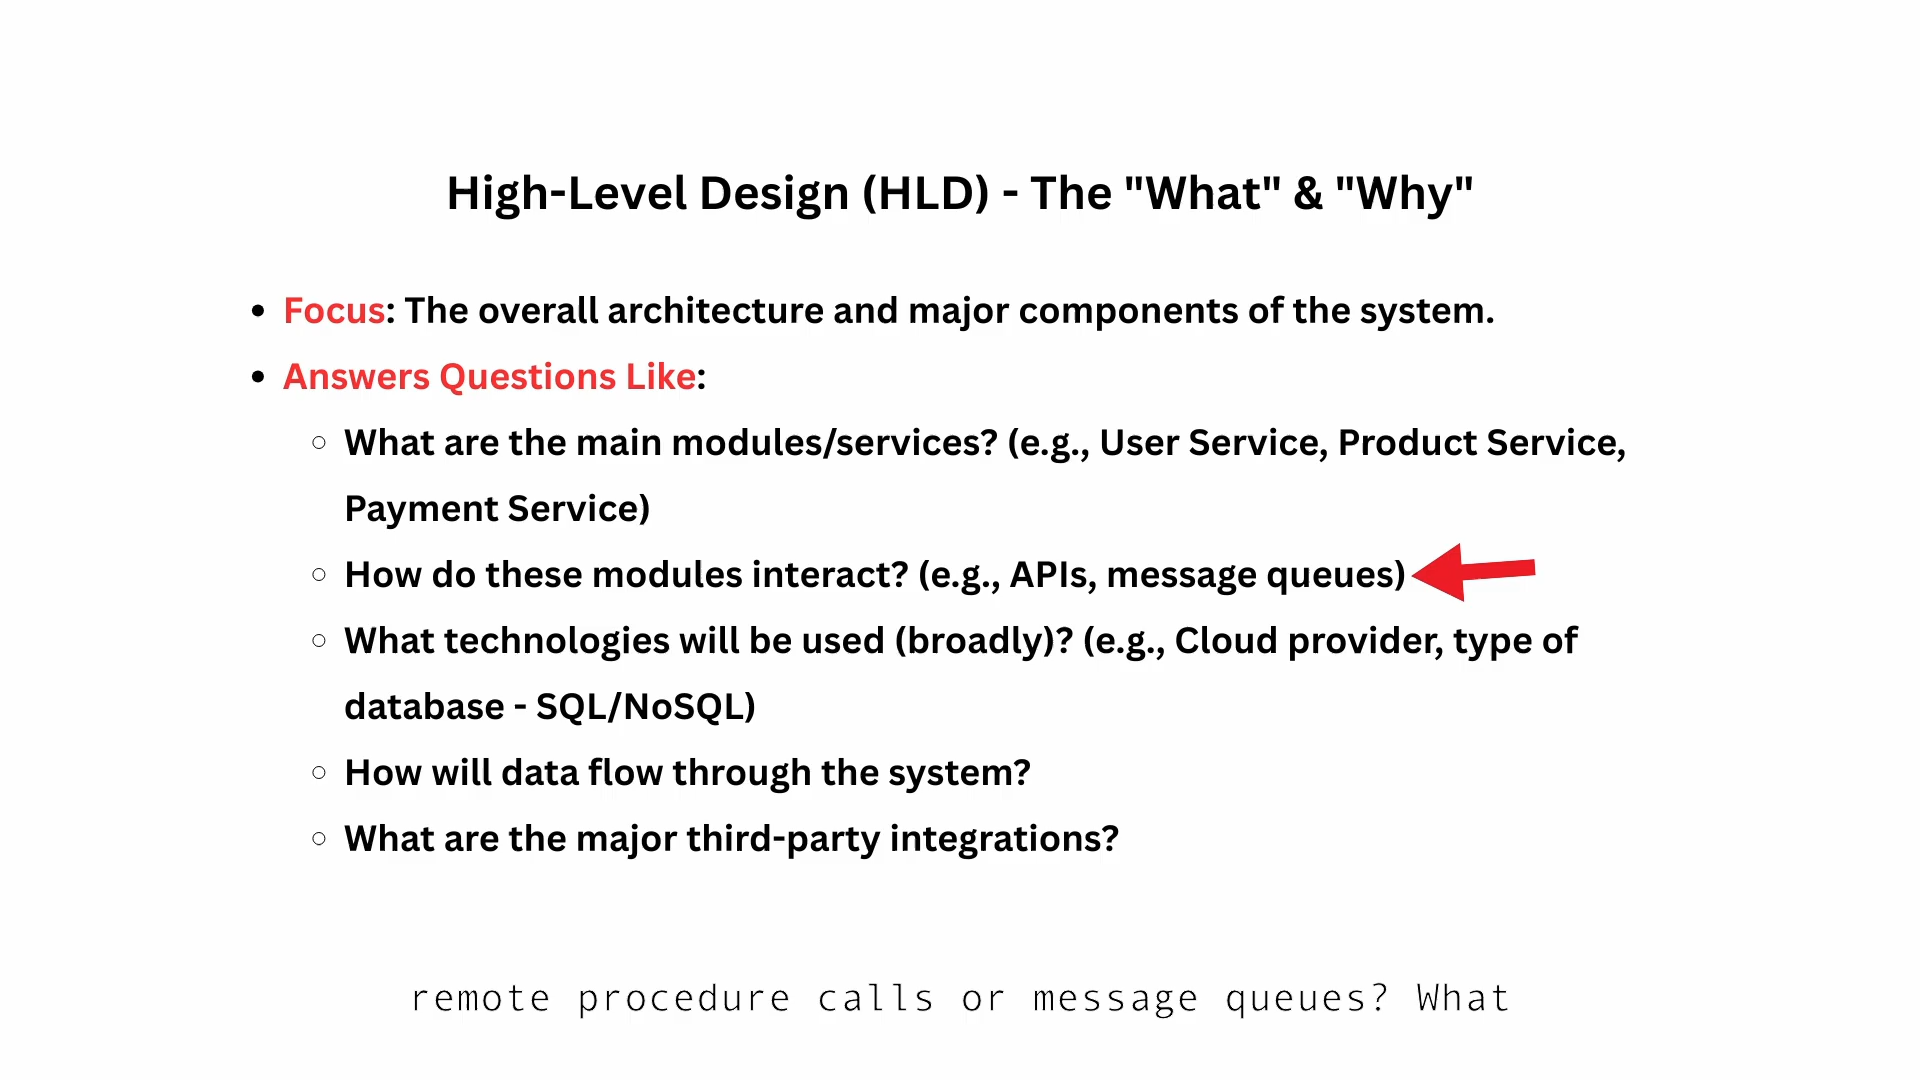 High-Level Design (HLD) - The "What" & "Why"
• Focus: The overall architecture and major components of the system.
• Answers Questions Like:
○ What are the main modules/services? (e.g., User Service, Product Service,
Payment Service)
○ How do these modules interact? (e.g., APIs, message queues)
○ What technologies will be used (broadly)? (e.g., Cloud provider, type of
database - SQL/NoSQL)
○ How will data flow through the system?
○ What are the major third-party integrations?
remote procedure calls or message queues? What